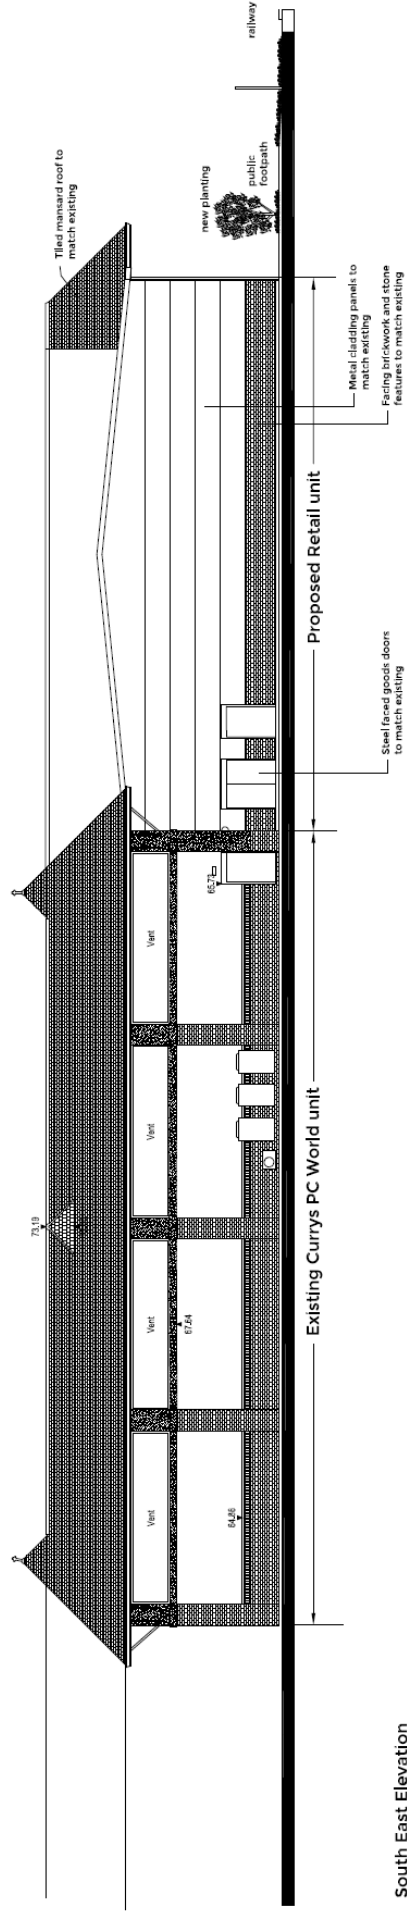 Tiled mansard roof to
match existing
new planting
public
footpath
railway
Metal cladding panels to
match existing
Facing brickwork and stone
features to match existing
Steel faced goods doors
to match existing
73.19
Vent
Vent
Vent
Vent
67.64
64.86
65.73
Existing Currys PC World unit
Proposed Retail unit
South East Elevation